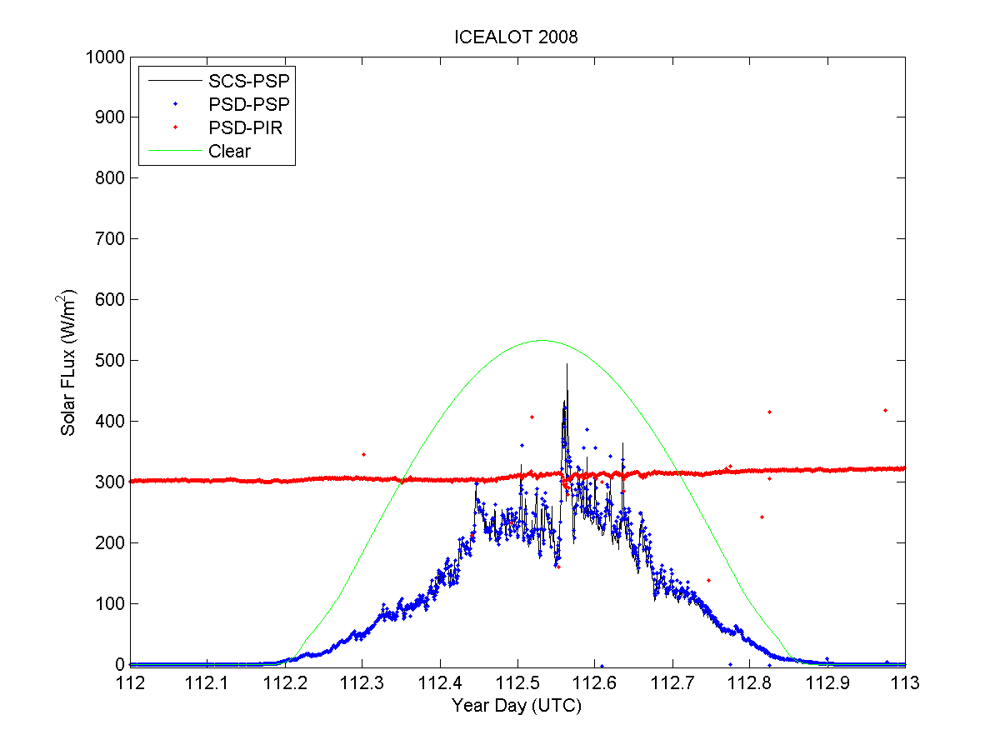 ICEALOT 2008
1000
900
800
700
600
500
400
300
200
100
0
Solar FLux (W/m²)
SCS-PSP
PSD-PSP
PSD-PIR
Clear
112 112.1 112.2 112.3 112.4 112.5 112.6 112.7 112.8 112.9 113
Year Day (UTC)